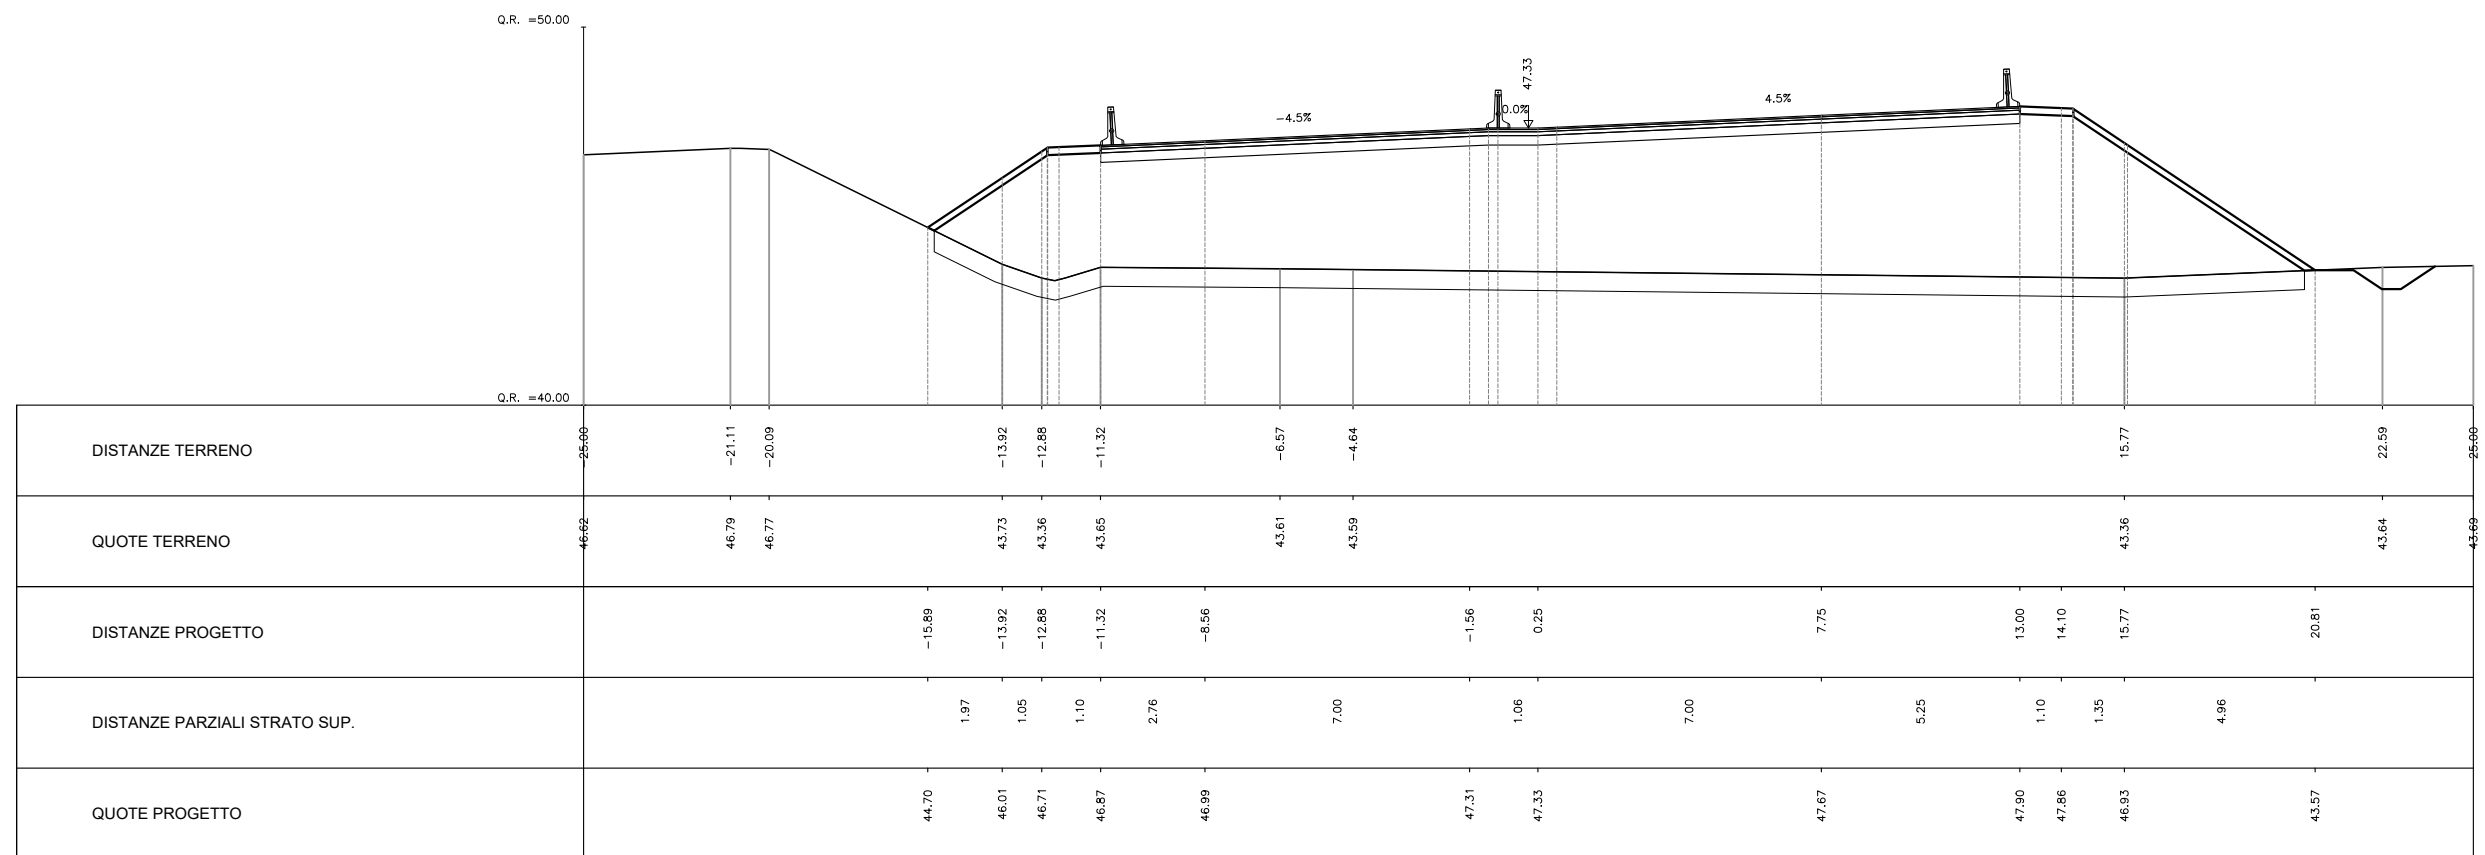 Q.R. =50.00
47.33
-4.5%
0.0%
4.5%
Q.R. =40.00
DISTANZE TERRENO
-25.00 -21.11 -20.09 -13.92 -12.88 -11.32 -6.57 -4.64 15.77 22.59 25.00
QUOTE TERRENO
46.62 46.79 46.77 43.73 43.36 43.65 43.61 43.59 43.36 43.64 43.69
DISTANZE PROGETTO
-15.89 -13.92 -12.88 -11.32 -8.56 -1.56 0.25 7.75 13.00 14.10 15.77 20.81
DISTANZE PARZIALI STRATO SUP.
1.97 1.05 1.10 2.76 7.00 1.06 7.00 5.25 1.10 1.35 4.96
QUOTE PROGETTO
44.70 46.01 46.71 46.87 46.99 47.31 47.33 47.67 47.90 47.86 46.93 43.57